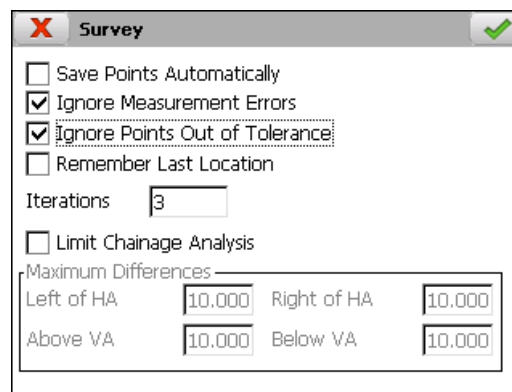 Survey
Save Points Automatically
Ignore Measurement Errors
Ignore Points Out of Tolerance
Remember Last Location
Iterations 3
Limit Chainage Analysis
Maximum Differences
Left of HA 10.000 Right of HA 10.000
Above VA 10.000 Below VA 10.000